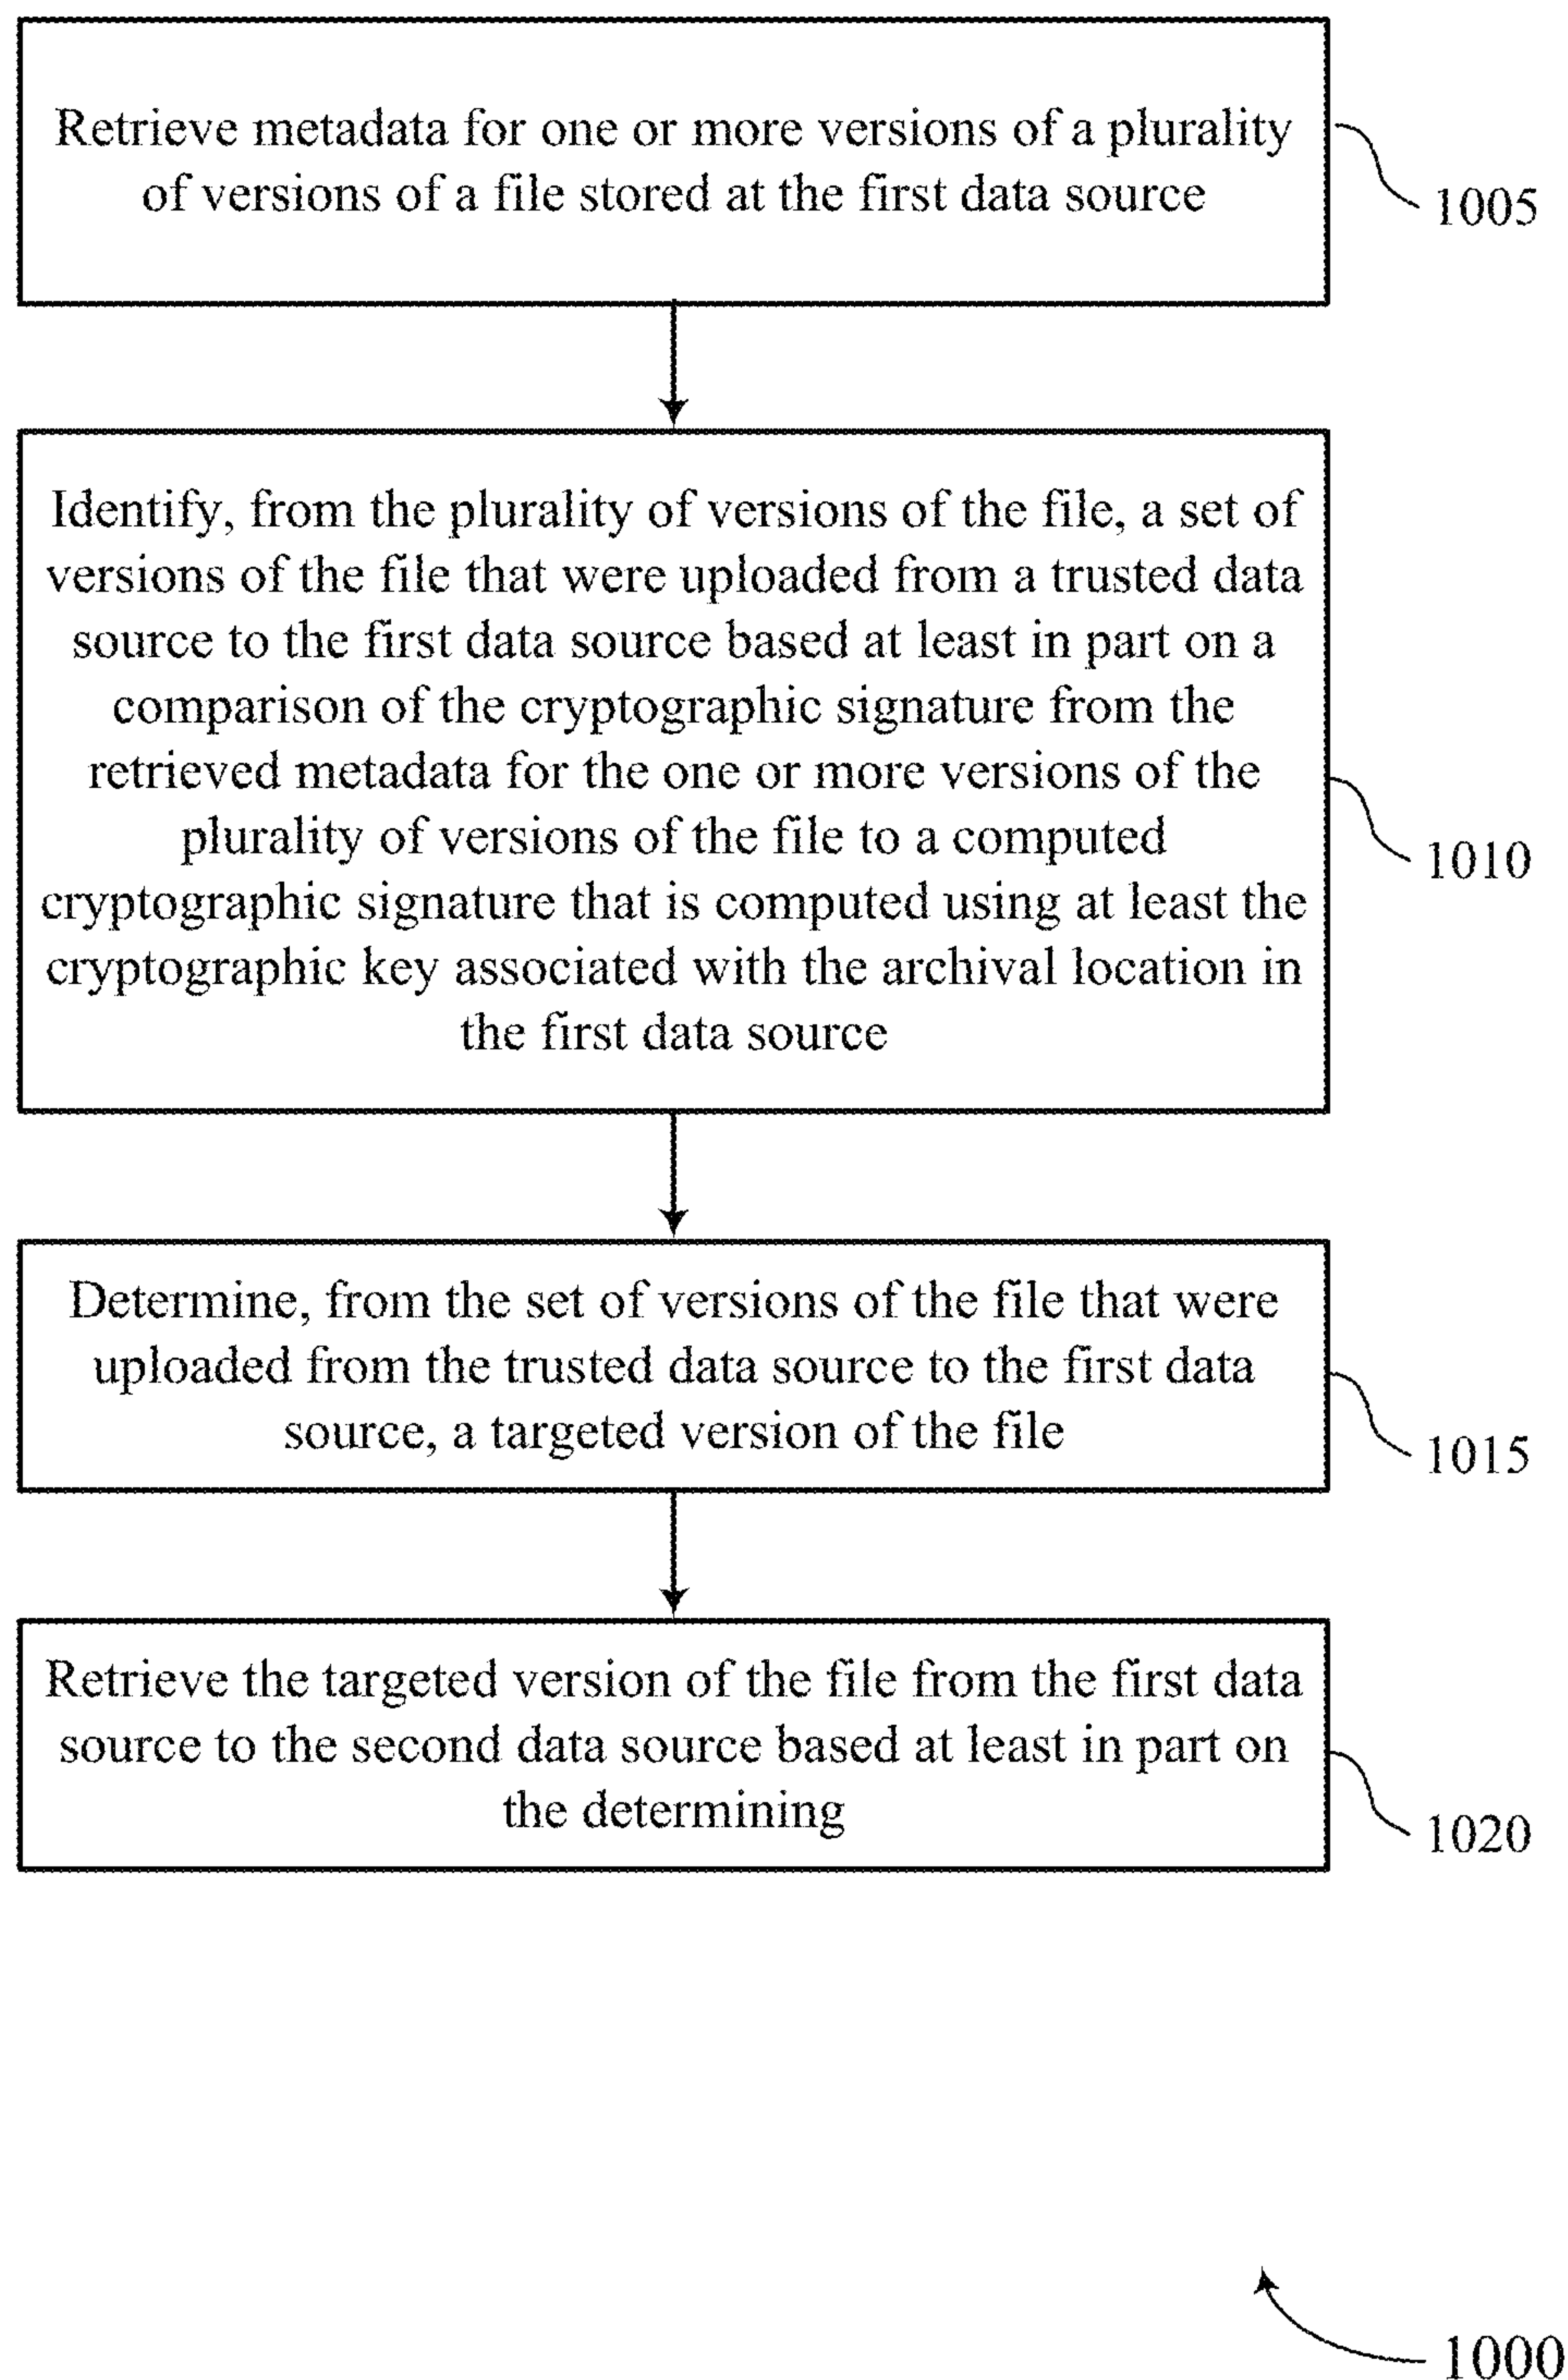 Retrieve metadata for one or more versions of a plurality
of versions of a file stored at the first data source
1005
Identify, from the plurality of versions of the file, a set of
versions of the file that were uploaded from a trusted data
source to the first data source based at least in part on a
comparison of the cryptographic signature from the
retrieved metadata for the one or more versions of the
plurality of versions of the file to a computed
cryptographic signature that is computed using at least the
cryptographic key associated with the archival location in
the first data source
1010
Determine, from the set of versions of the file that were
uploaded from the trusted data source to the first data
source, a targeted version of the file
1015
Retrieve the targeted version of the file from the first data
source to the second data source based at least in part on
the determining
1020
1000